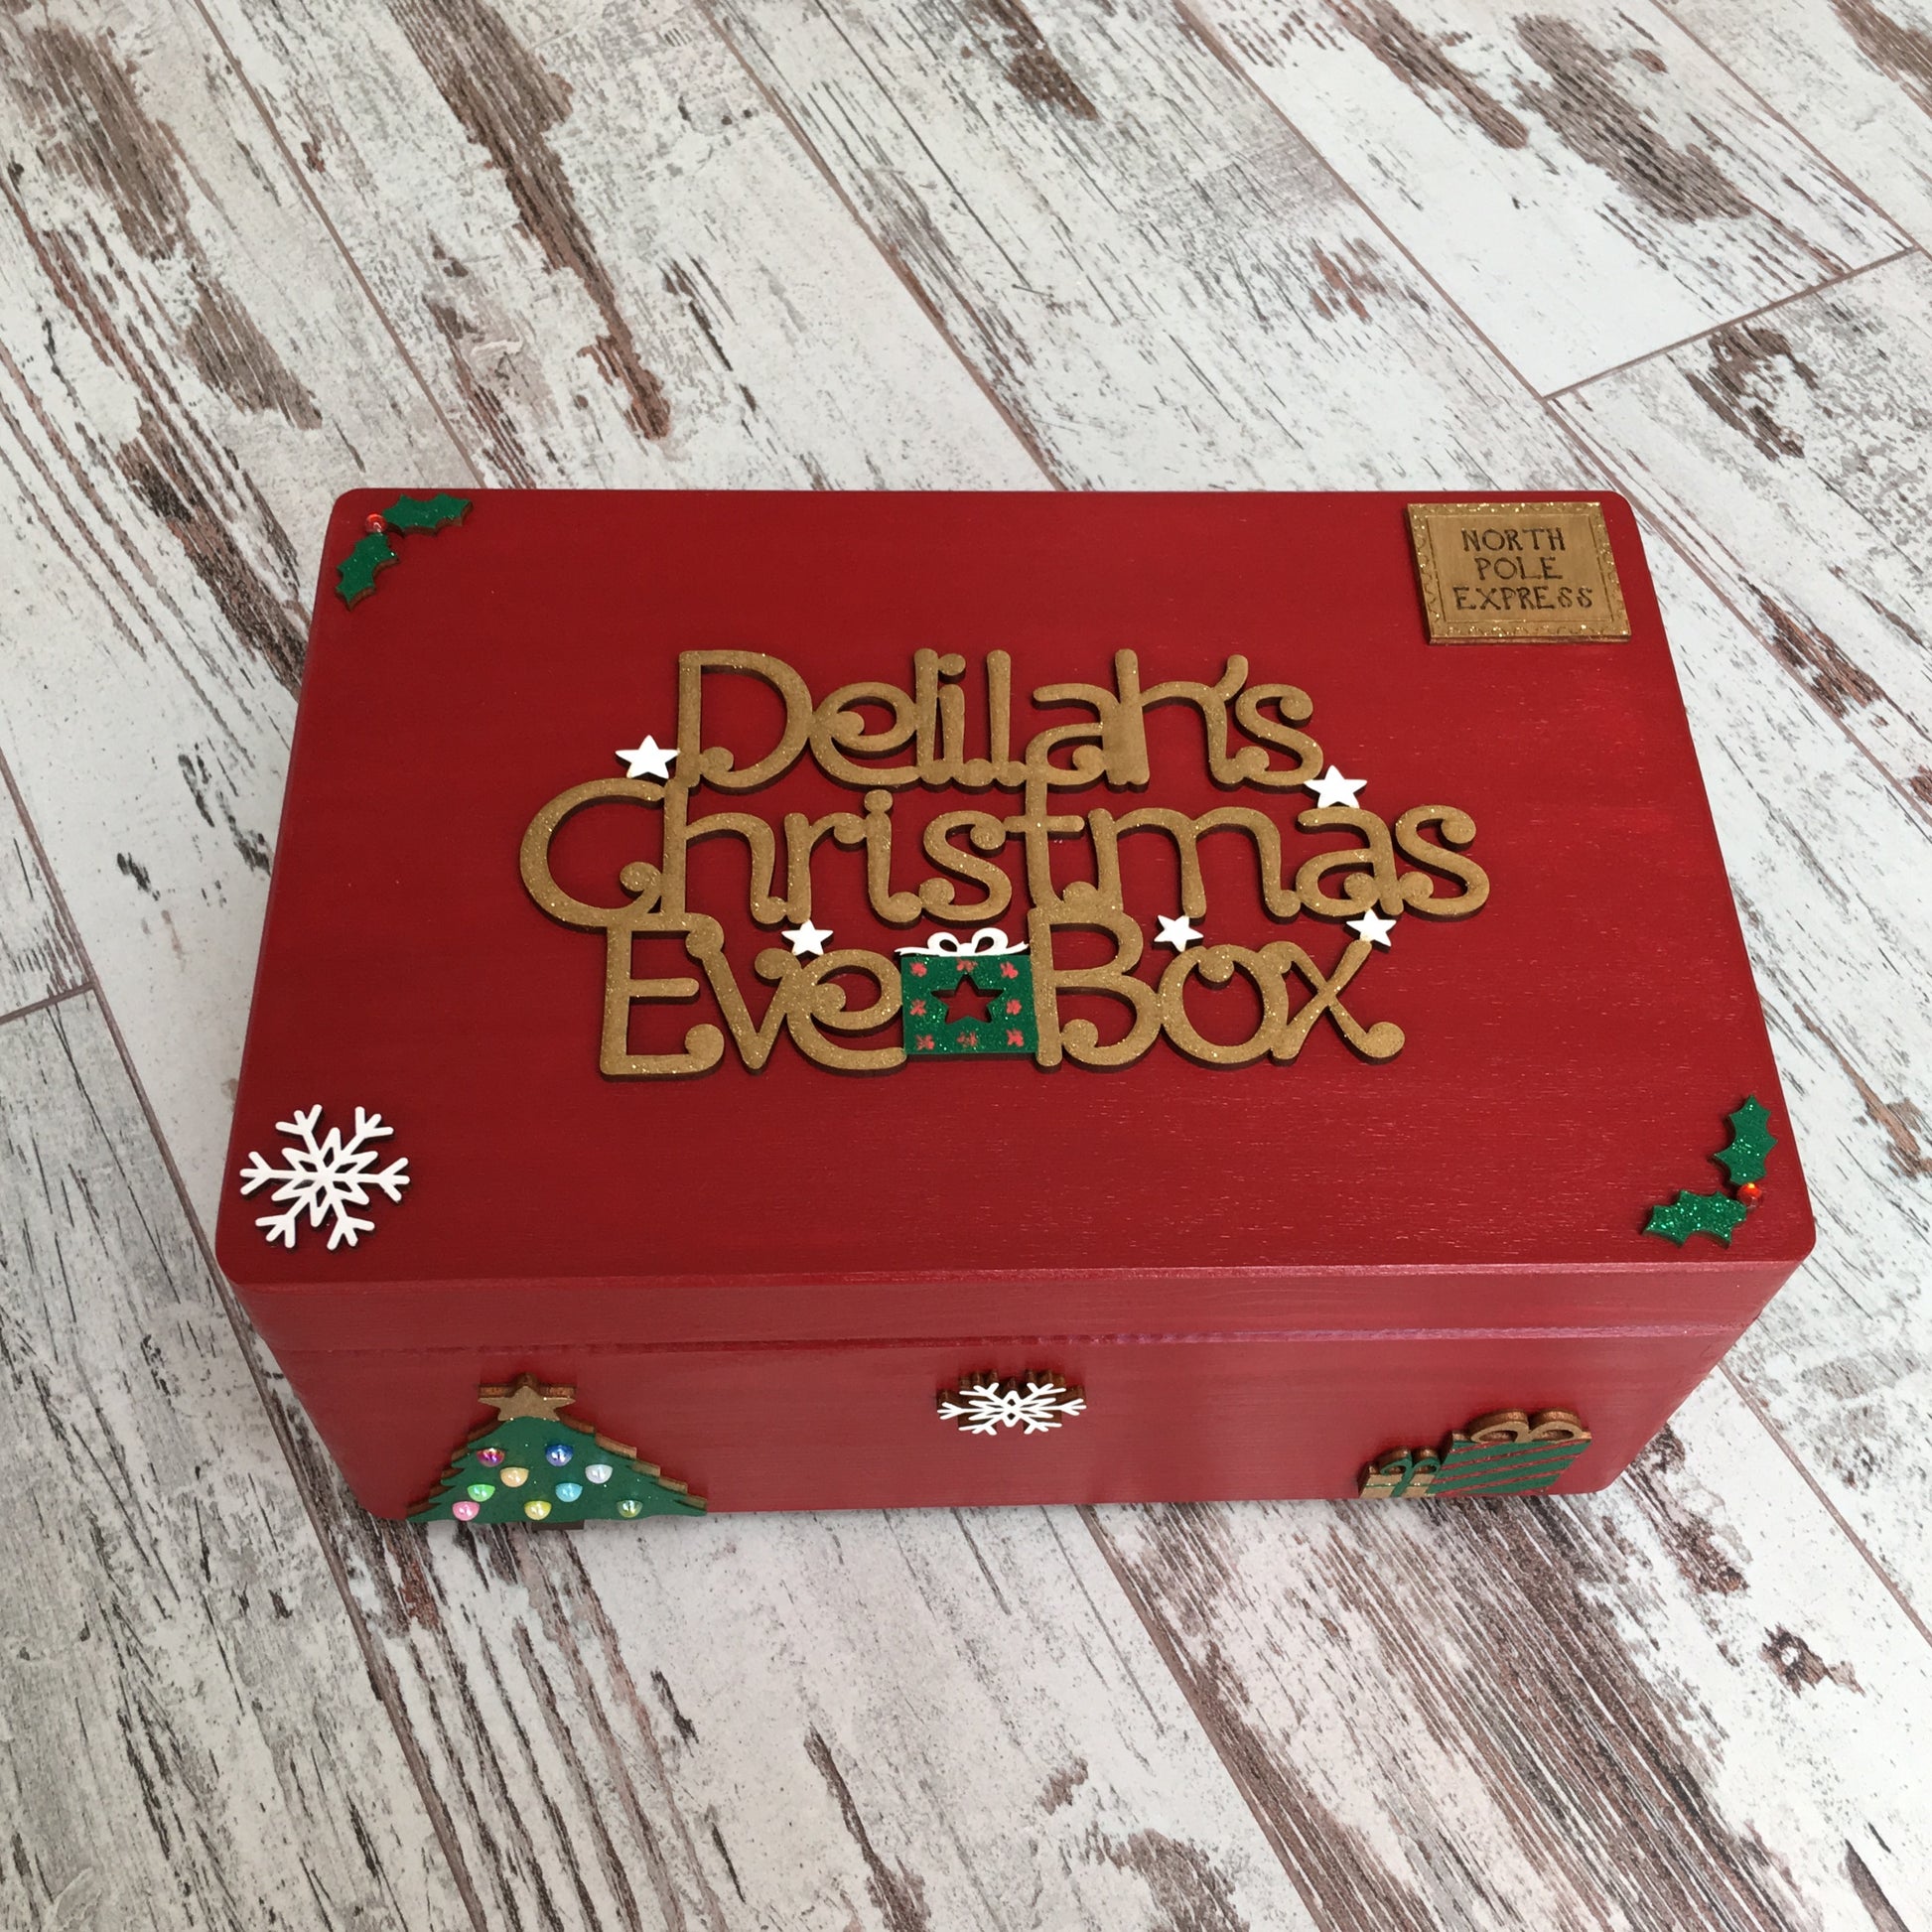 NORTH
POLE
EXPRESS
Delilah's
Christmas
Eve Box